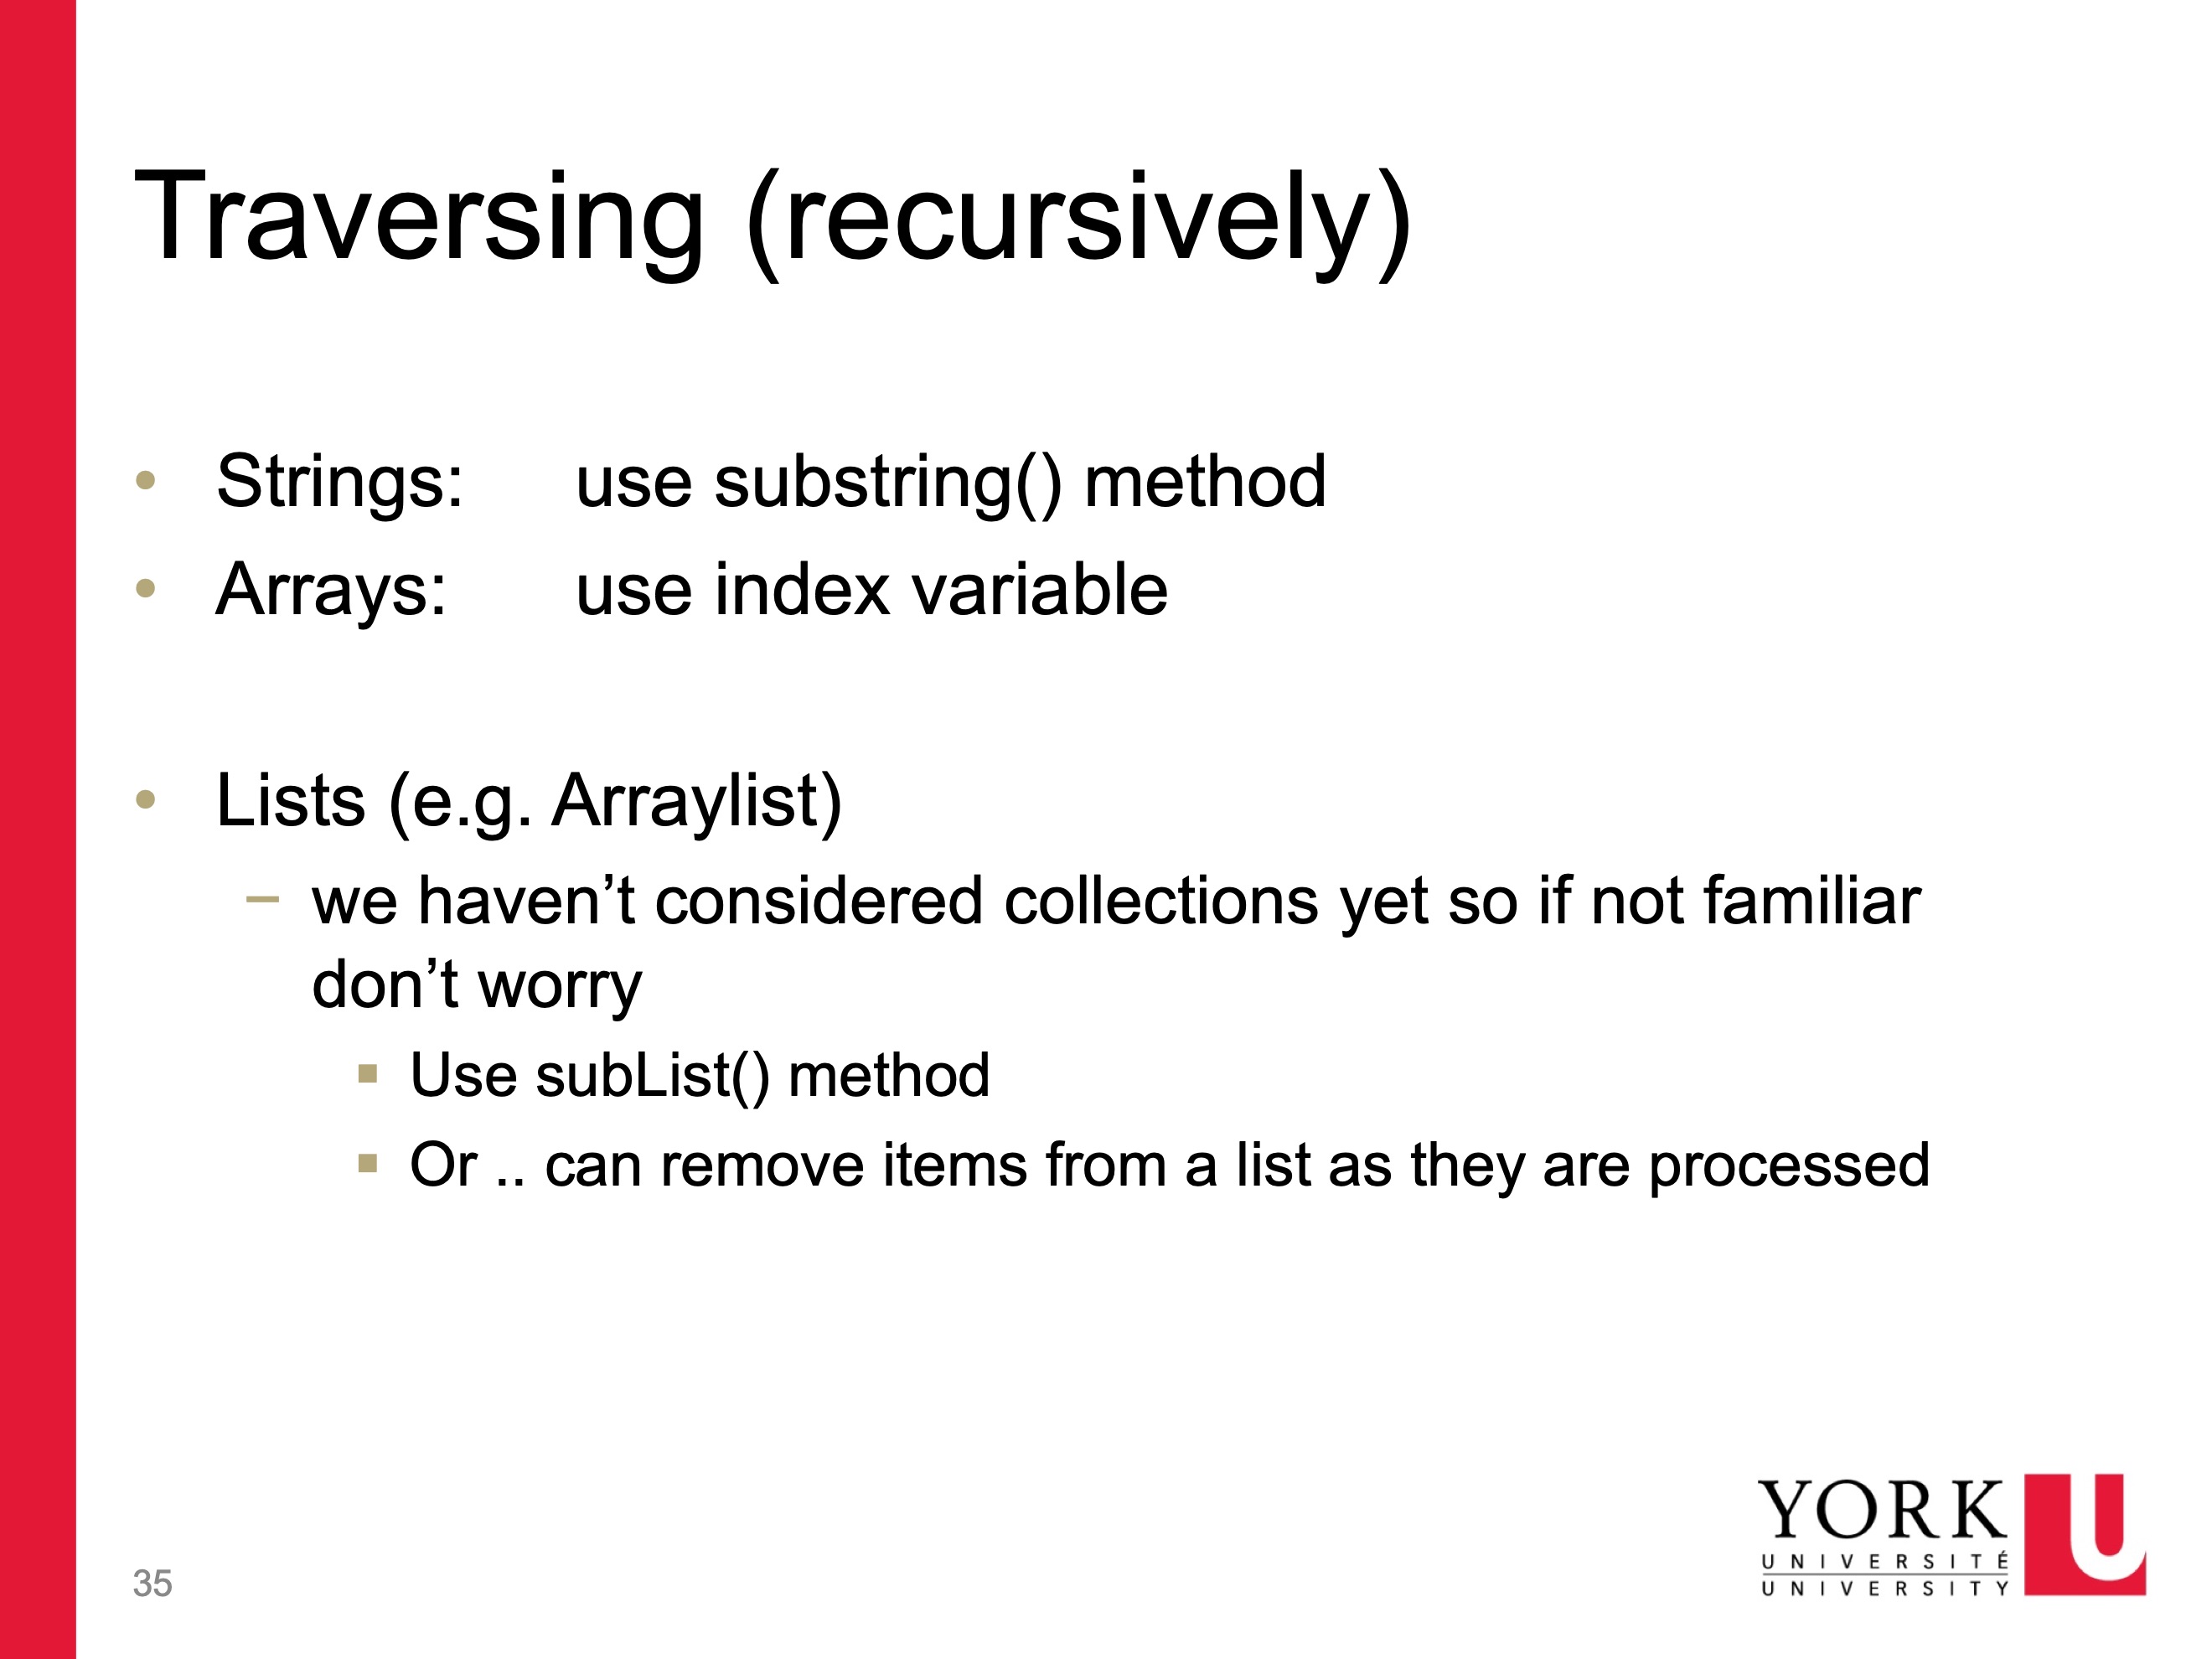 Traversing (recursively)
• Strings: use substring() method
• Arrays: use index variable
• Lists (e.g. Arraylist)
– we haven’t considered collections yet so if not familiar
don’t worry
▪ Use subList() method
▪ Or .. can remove items from a list as they are processed
35
YORK U
UNIVERSITÉ
UNIVERSITY